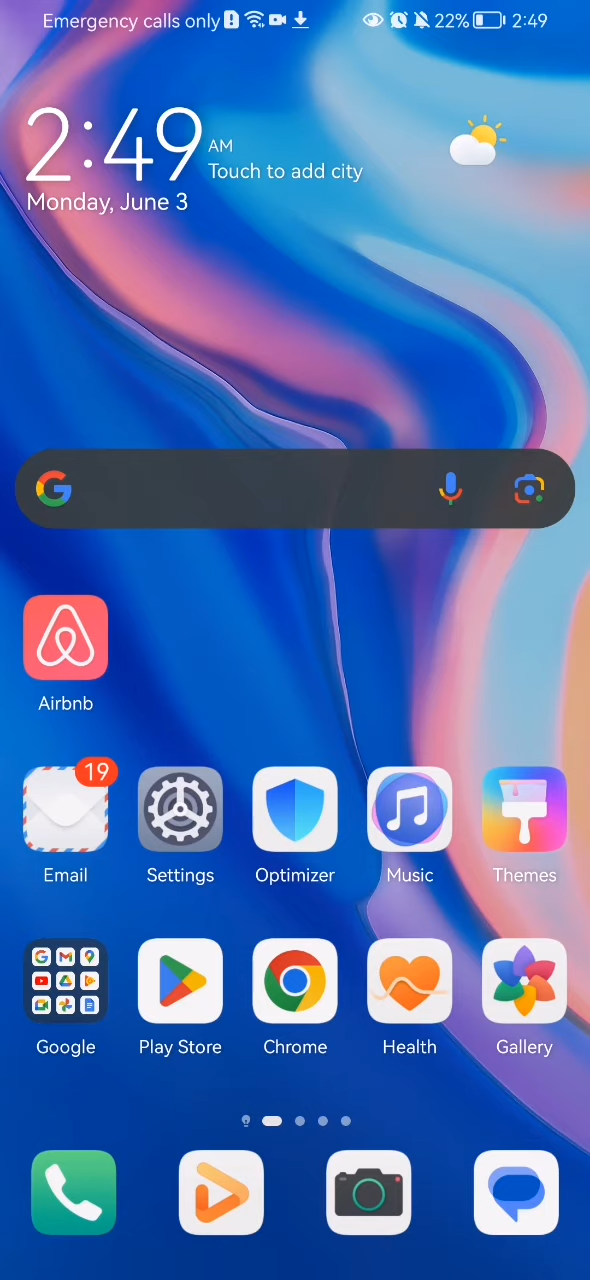 Emergency calls only
22%
2:49
2:49
AM
Touch to add city
Monday, June 3
Airbnb
19
Email
Settings
Optimizer
Music
Themes
Google
Play Store
Chrome
Health
Gallery